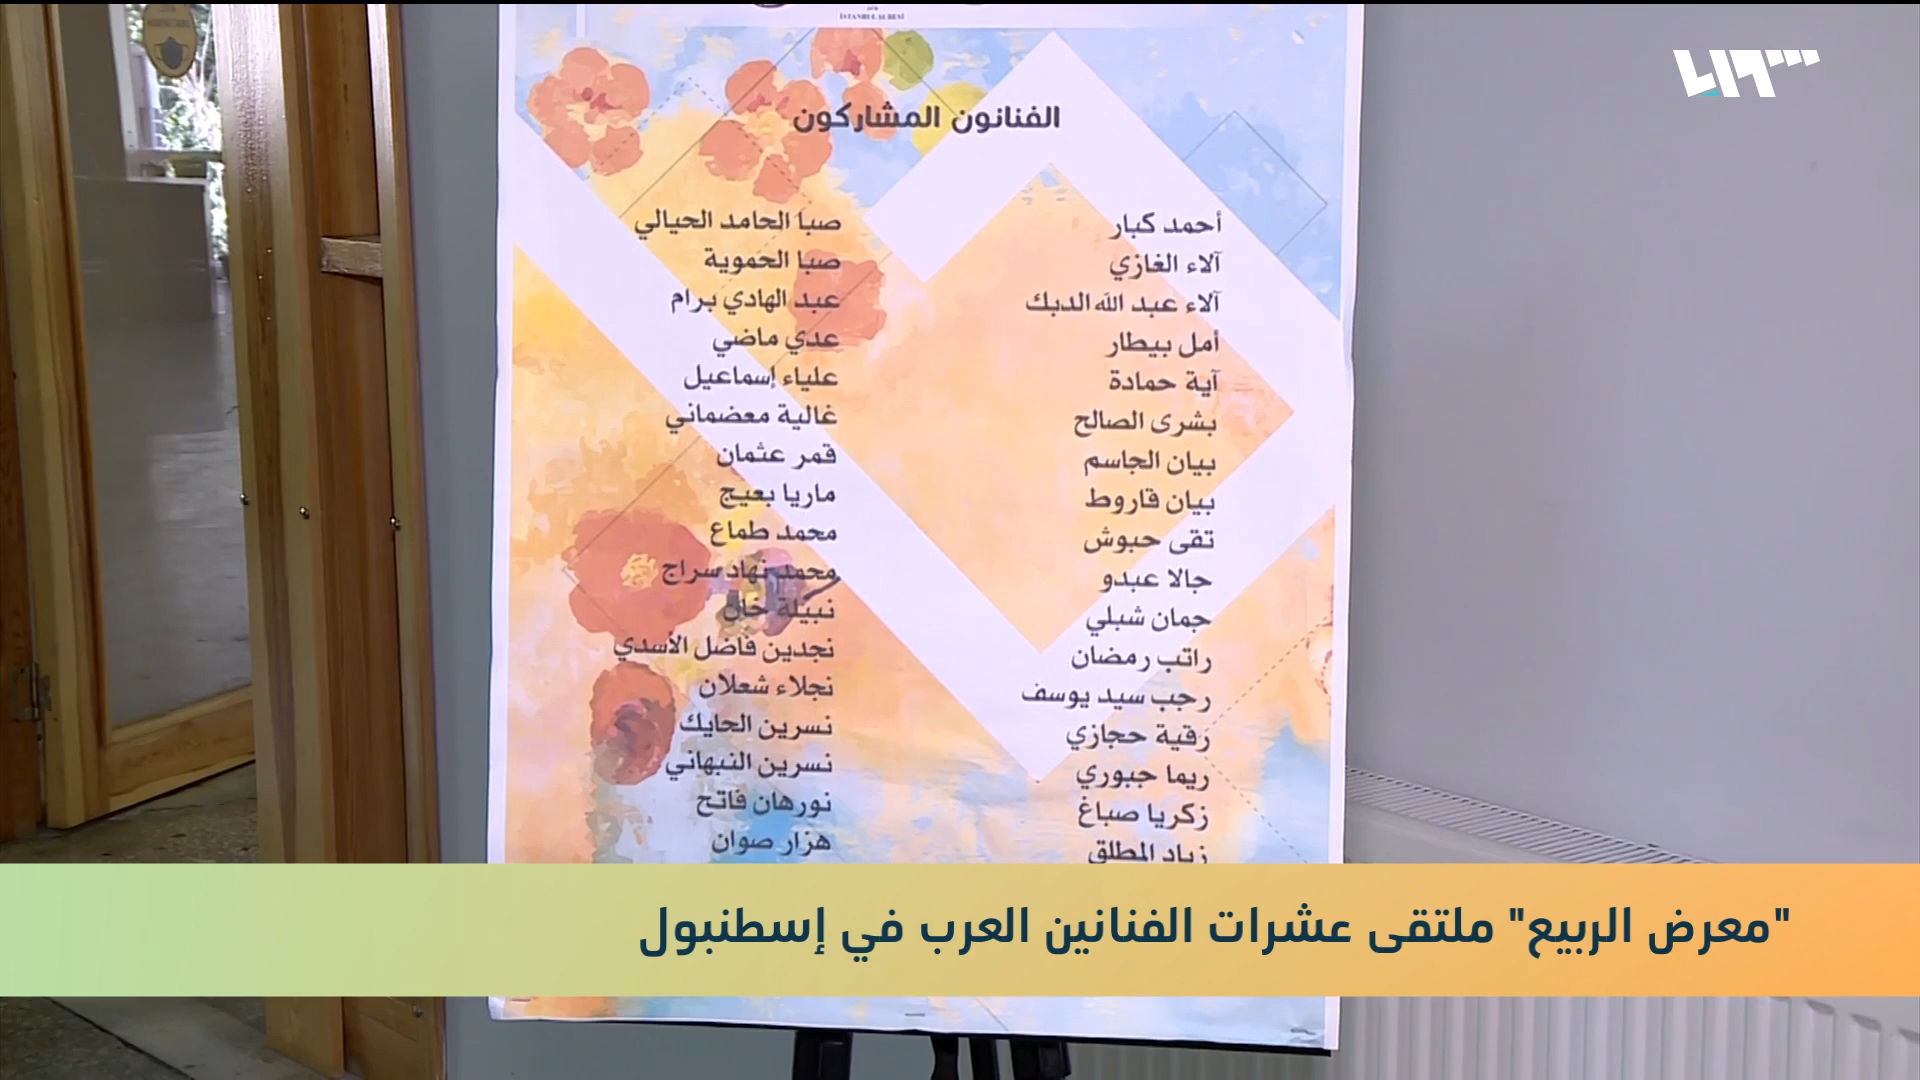 İSTANBUL ŞUBESİ
سوريا
الفنانون المشاركون
أحمد كبار
آلاء الغازي
آلاء عبد الله الدبك
أمل بيطار
آية حمادة
بشرى الصالح
بيان الجاسم
بيان قاروط
تقى حبوش
جالا عبدو
جمان شبلي
راتب رمضان
رجب سيد يوسف
رقية حجازي
ريما جبوري
زكريا صباغ
زياد المطلق
صبا الحامد الحيالي
صبا الحموية
عبد الهادي برام
عدي ماضي
علياء إسماعيل
غالية معضماني
قمر عثمان
ماريا بعيج
محمد طماع
محمد نهاد سراج
نبيلة خان
نجدين فاضل الأسدي
نجلاء شعلان
نسرين الحايك
نسرين النبهاني
نورهان فاتح
هزار صوان
"معرض الربيع" ملتقى عشرات الفنانين العرب في إسطنبول